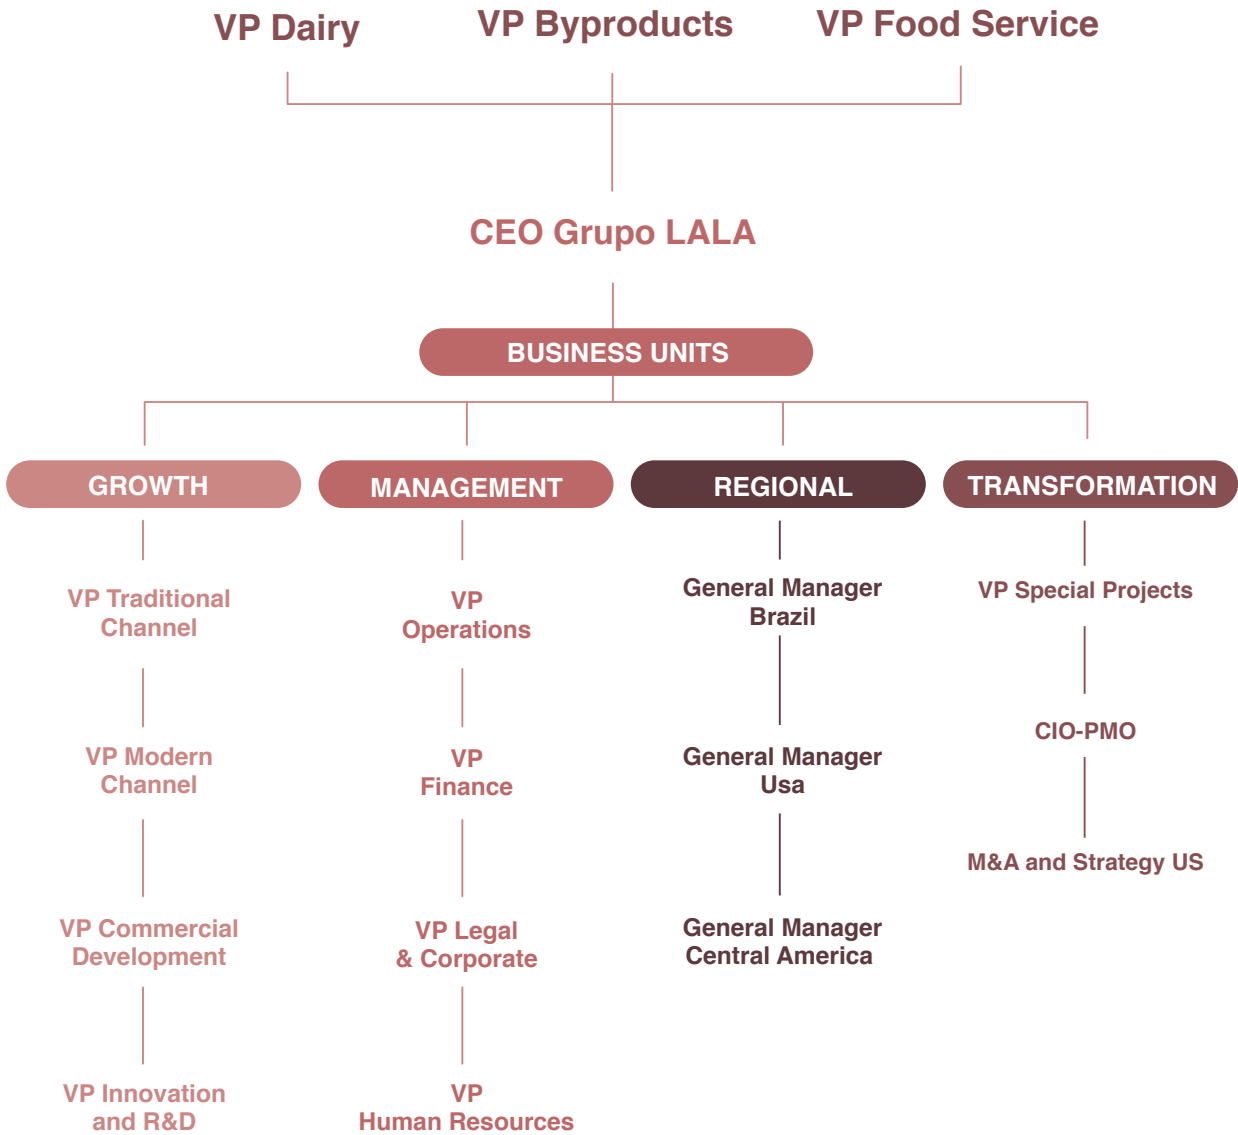 VP Dairy
VP Byproducts
VP Food Service
CEO Grupo LALA
BUSINESS UNITS
GROWTH
VP Traditional
Channel
VP Modern
Channel
VP Commercial
Development
VP Innovation
and R&D
MANAGEMENT
VP
Operations
VP
Finance
VP Legal
& Corporate
VP
Human Resources
REGIONAL
General Manager
Brazil
General Manager
Usa
General Manager
Central America
TRANSFORMATION
VP Special Projects
CIO-PMO
M&A and Strategy US